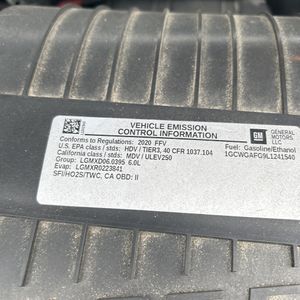 VEHICLE EMISSION
CONTROL INFORMATION
GM
GENERAL
MOTORS
LLC
Conforms to Regulations: 2020 FFV
U.S. EPA class / stds: HDV / TIER3, 40 CFR 1037.104
California class / stds: MDV / ULEV250
Group: LGMXD06.0395 6.0L
Evap: LGMXR0223841
SFI/HO2S/TWC, CA OBD: II
Fuel: Gasoline/Ethanol
1GCWGAFG9L1241540